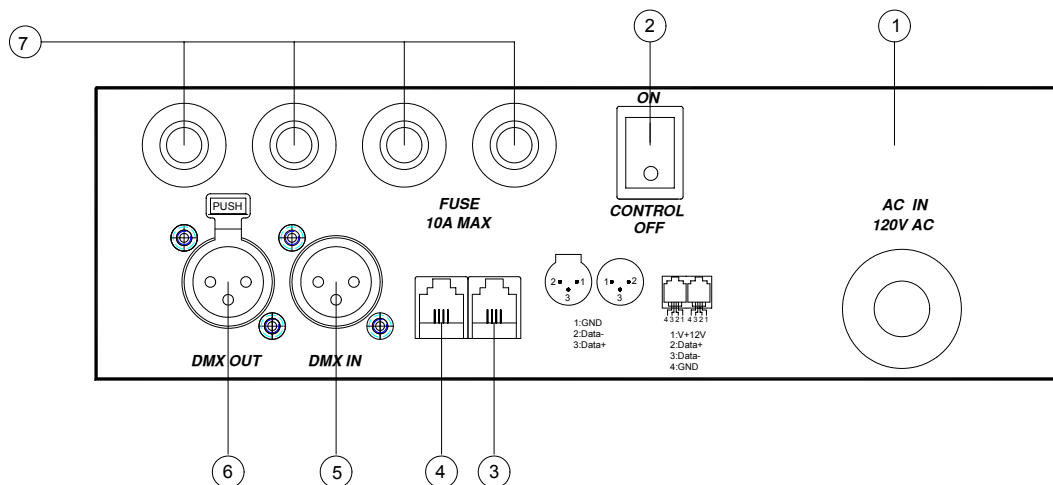 7
2
1
ON
PUSH
FUSE
10A MAX
CONTROL
OFF
AC IN
120V AC
2 1
3
1 2
3
4 3 2 1 4 3 2 1
1:GND
2:Data-
3:Data+
1:V+12V
2:Data+
3:Data-
4:GND
DMX OUT
DMX IN
6
5
4
3